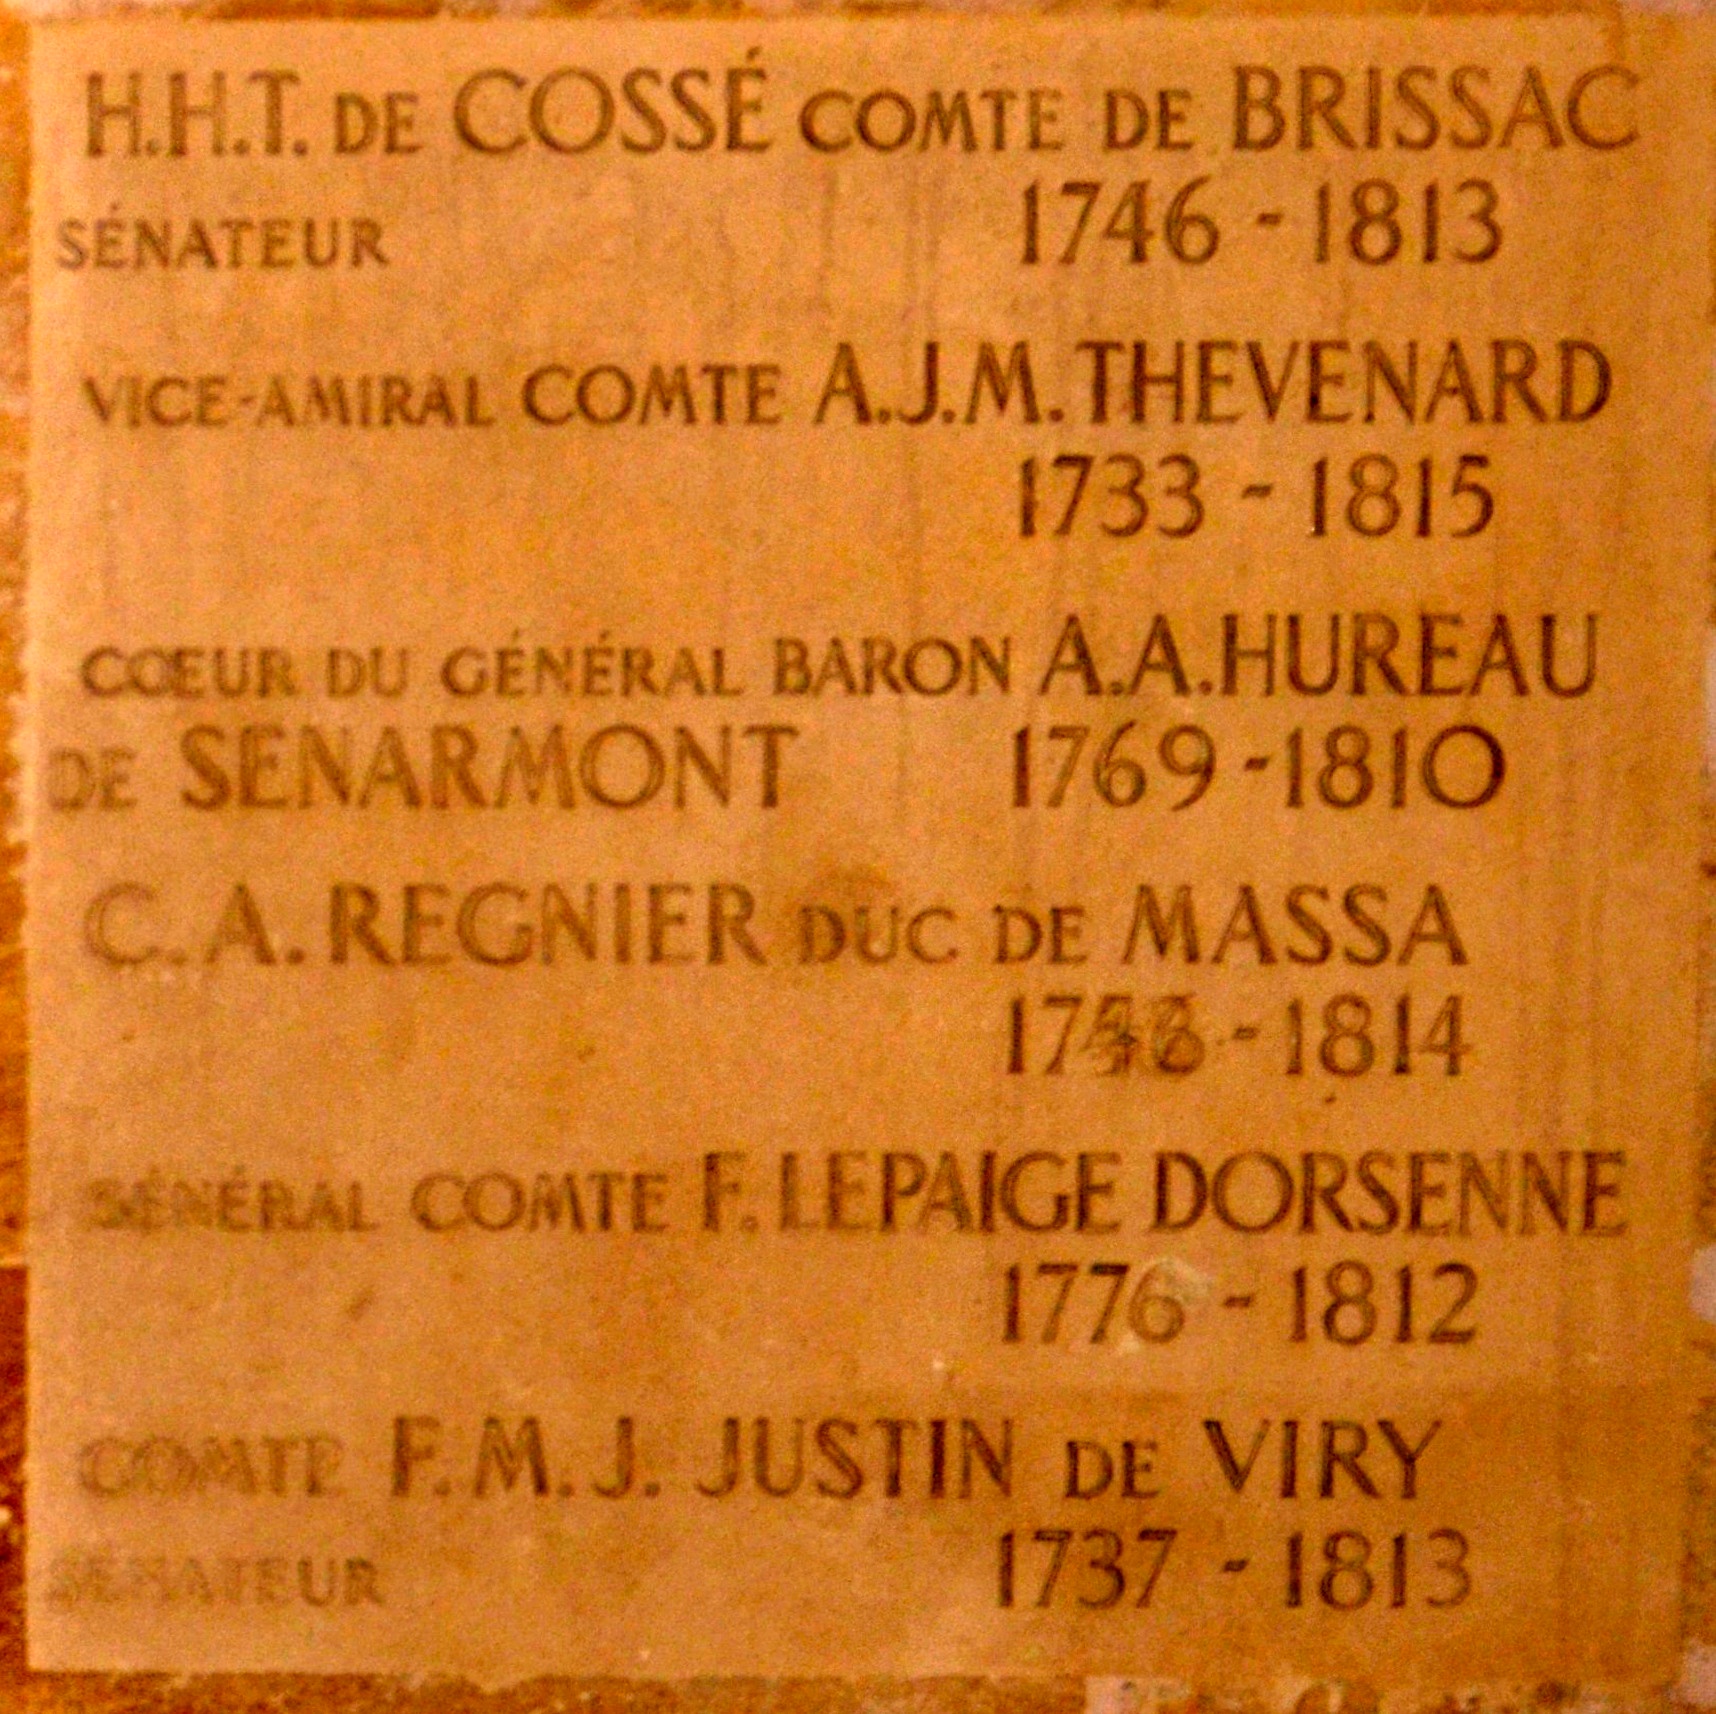 H.H.T. DE COSSÉ COMTE DE BRISSAC
SÉNATEUR 1746 - 1813
VICE-AMIRAL COMTE A.J.M. THEVENARD
1733 - 1815
CŒUR DU GÉNÉRAL BARON A.A. HUREAU
DE SENARMONT 1769 - 1810
C. A. REGNIER DUC DE MASSA
- 1814
GÉNÉRAL COMTE F. LEPAIGE DORSENNE
1776 - 1812
COMTE F. M. J. JUSTIN DE VIRY
SÉNATEUR 1737 - 1813